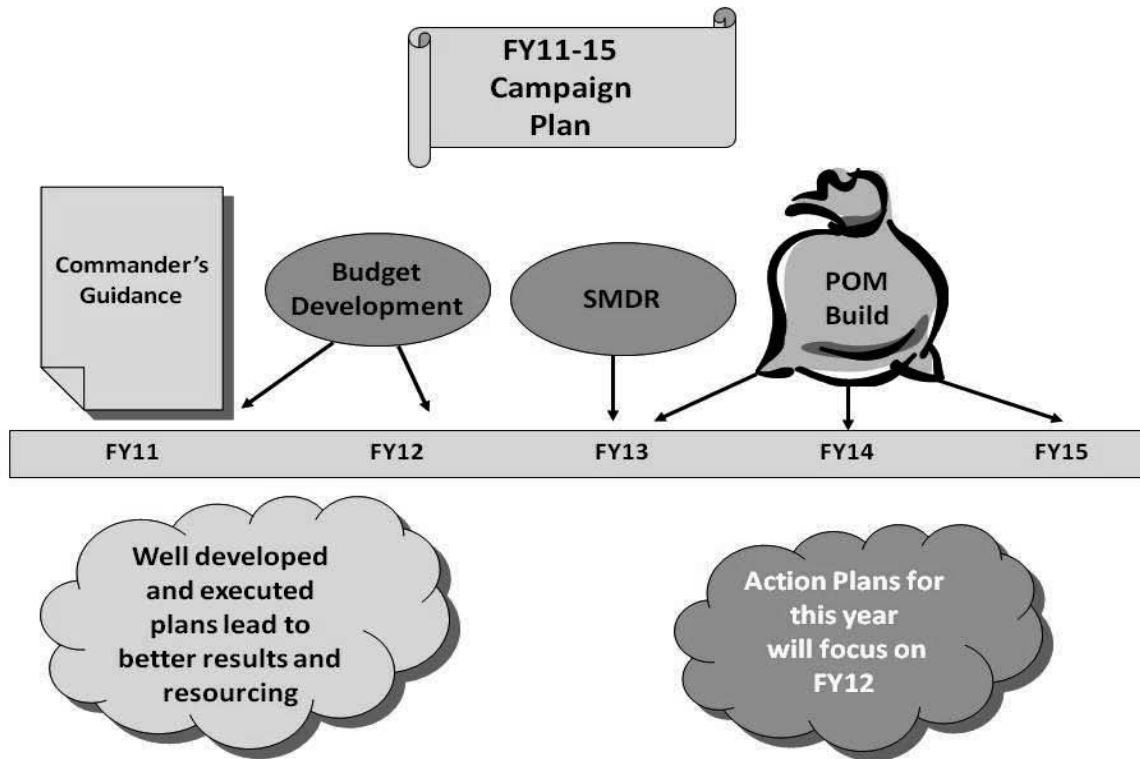 FY11-15
Campaign
Plan
Commander’s
Guidance
Budget
Development
SMDR
POM
Build
FY11
FY12
FY13
FY14
FY15
Well developed
and executed
plans lead to
better results and
resourcing
Action Plans for
this year
will focus on
FY12